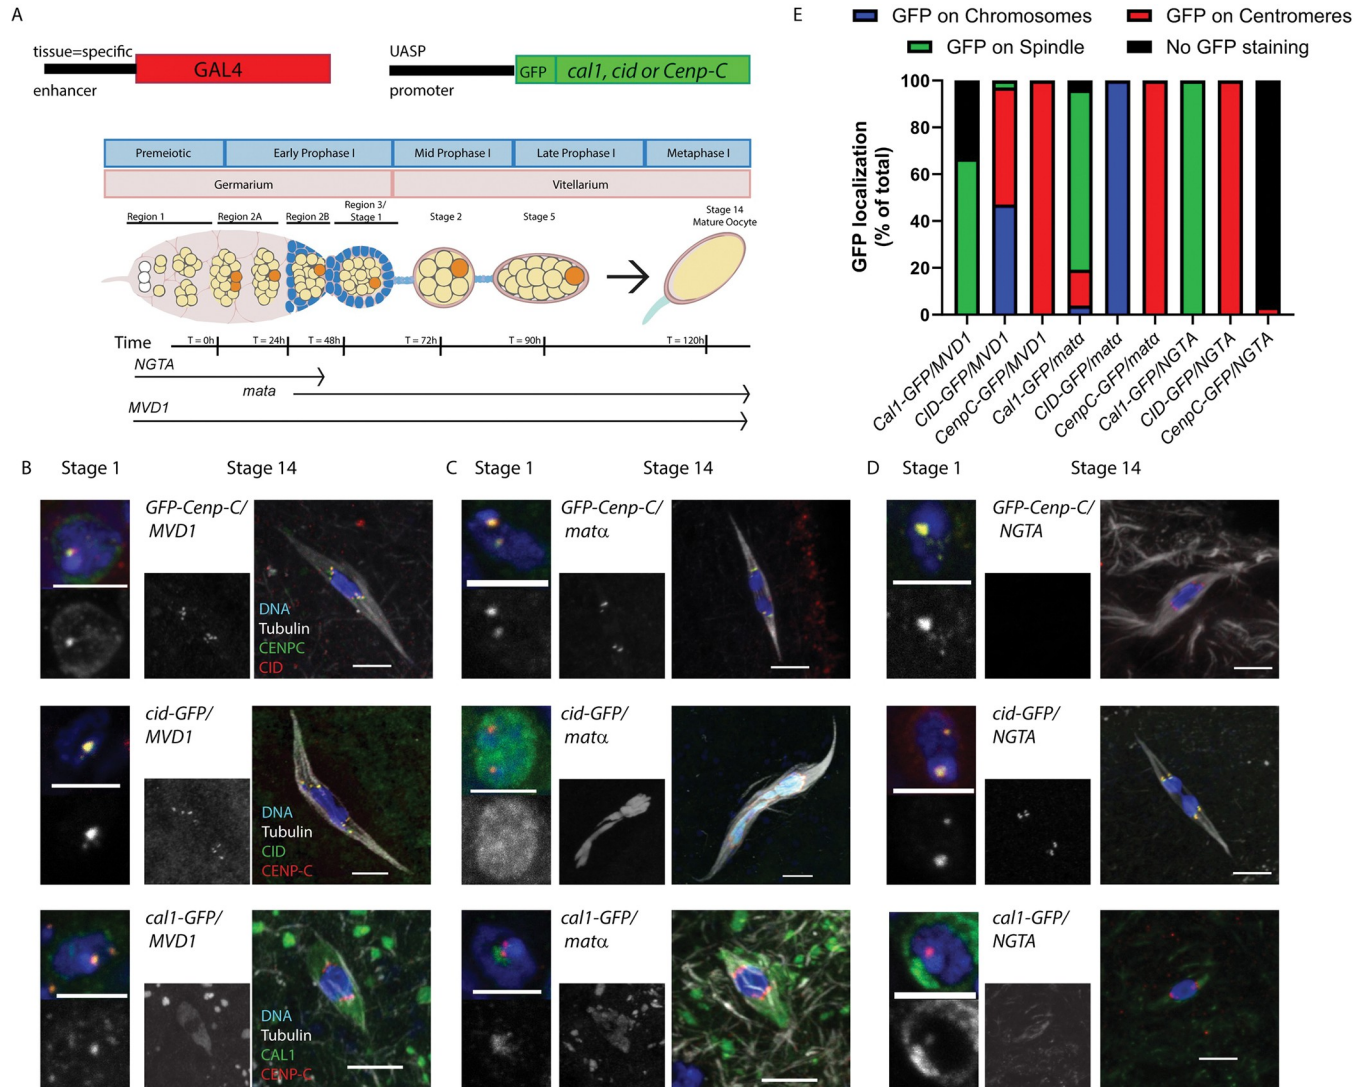 A
tissue=specific
enhancer
GAL4
UASP
promoter
GFP
cal1, cid or Cenp-C
Premeiotic
Early Prophase I
Mid Prophase I
Late Prophase I
Metaphase I
Germarium
Vitellarium
Region 1
Region 2A
Region 2B
Region 3/
Stage 1
Stage 2
Stage 5
Stage 14
Mature Oocyte
Time
T = 0h
T = 24h
T = 48h
T = 72h
T = 90h
T = 120h
NGTA
mata
MVD1
E
GFP on Chromosomes
GFP on Centromeres
GFP on Spindle
No GFP staining
GFP localization
(% of total)
100
80
60
40
20
0
Cal1-GFP/MVD1
CID-GFP/MVD1
CenpC-GFP/MVD1
Cal1-GFP/matα
CID-GFP/matα
CenpC-GFP/matα
Cal1-GFP/NGTA
CID-GFP/NGTA
CenpC-GFP/NGTA
B
Stage 1
Stage 14
GFP-Cenp-C/
MVD1
DNA
Tubulin
CENPC
CID
cid-GFP/
MVD1
DNA
Tubulin
CID
CENP-C
cal1-GFP/
MVD1
DNA
Tubulin
CAL1
CENP-C
C
Stage 1
Stage 14
GFP-Cenp-C/
matα
cid-GFP/
matα
cal1-GFP/
matα
D
Stage 1
Stage 14
GFP-Cenp-C/
NGTA
cid-GFP/
NGTA
cal1-GFP/
NGTA